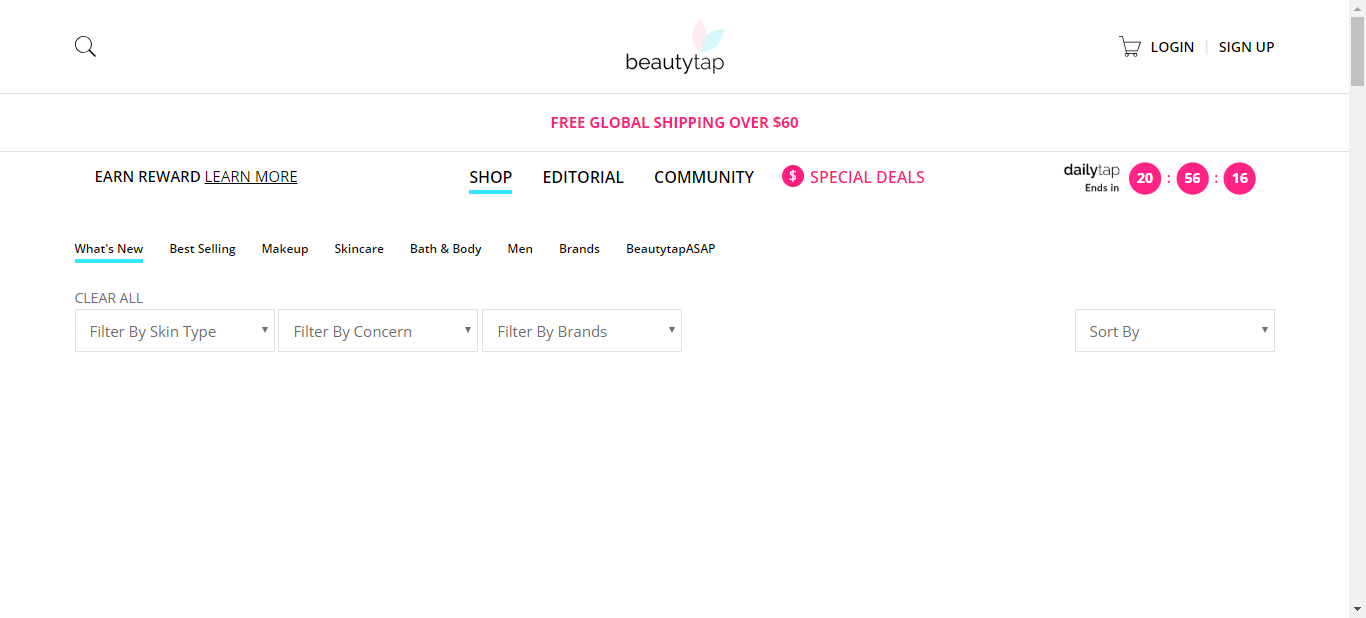 beautytap
LOGIN SIGN UP
FREE GLOBAL SHIPPING OVER $60
EARN REWARD LEARN MORE
SHOP EDITORIAL COMMUNITY $ SPECIAL DEALS
dailytap
Ends in
20 : 56 : 16
What's New Best Selling Makeup Skincare Bath & Body Men Brands BeautytapASAP
CLEAR ALL
Filter By Skin Type Filter By Concern Filter By Brands Sort By